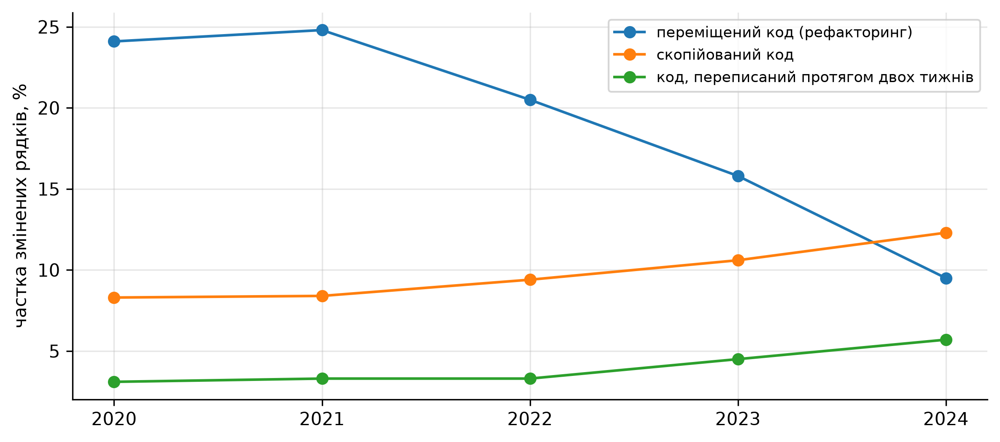 частка змінених рядків, %
25
20
15
10
5
переміщений код (рефакторинг)
скопійований код
код, переписаний протягом двох тижнів
2020 2021 2022 2023 2024